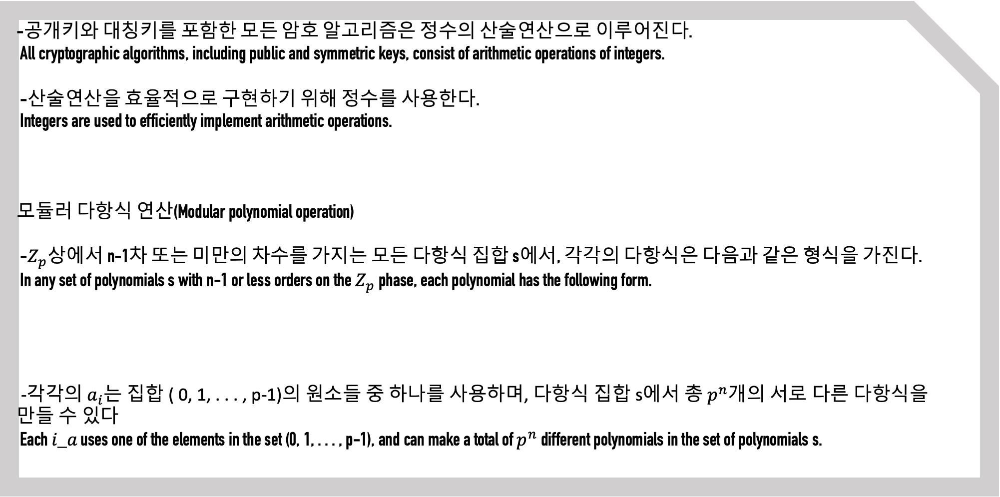 -공개키와 대칭키를 포함한 모든 암호 알고리즘은 정수의 산술연산으로 이루어진다.
All cryptographic algorithms, including public and symmetric keys, consist of arithmetic operations of integers.
-산술연산을 효율적으로 구현하기 위해 정수를 사용한다.
Integers are used to efficiently implement arithmetic operations.
모듈러 다항식 연산(Modular polynomial operation)
-$Z_p$상에서 n-1차 또는 미만의 차수를 가지는 모든 다항식 집합 s에서, 각각의 다항식은 다음과 같은 형식을 가진다.
In any set of polynomials s with n-1 or less orders on the $Z_p$ phase, each polynomial has the following form.
-각각의 $a_i$는 집합 ( 0, 1, . . . , p-1)의 원소들 중 하나를 사용하며, 다항식 집합 s에서 총 $p^n$개의 서로 다른 다항식을
만들 수 있다
Each i_a uses one of the elements in the set (0, 1, . . . , p-1), and can make a total of $p^n$ different polynomials in the set of polynomials s.